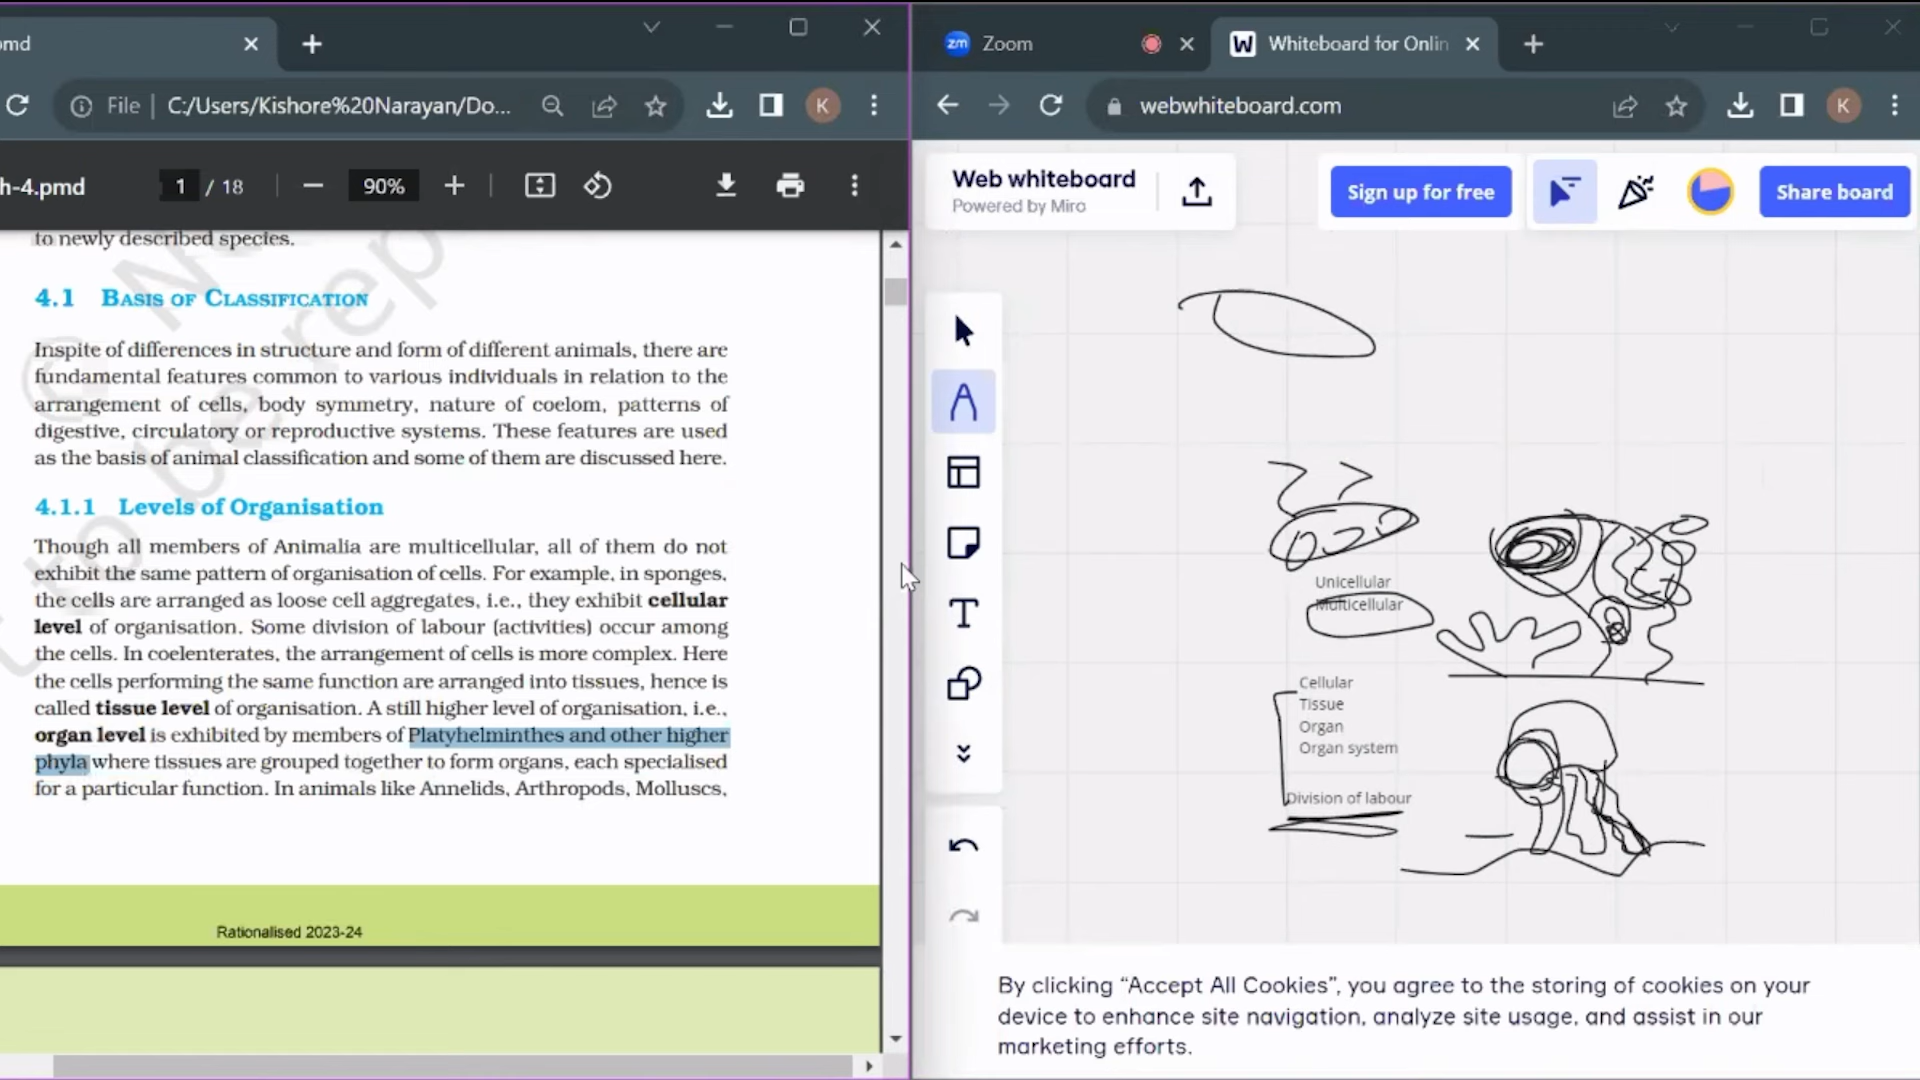 omd
File
C:/Users/Kishore%20Narayan/Do...
K
h-4.pmd
1 / 18
90%
to newly described species.
4.1 BASIS OF CLASSIFICATION
Inspite of differences in structure and form of different animals, there are
fundamental features common to various individuals in relation to the
arrangement of cells, body symmetry, nature of coelom, patterns of
digestive, circulatory or reproductive systems. These features are used
as the basis of animal classification and some of them are discussed here.
4.1.1 Levels of Organisation
Though all members of Animalia are multicellular, all of them do not
exhibit the same pattern of organisation of cells. For example, in sponges,
the cells are arranged as loose cell aggregates, i.e., they exhibit cellular
level of organisation. Some division of labour (activities) occur among
the cells. In coelenterates, the arrangement of cells is more complex. Here
the cells performing the same function are arranged into tissues, hence is
called tissue level of organisation. A still higher level of organisation, i.e.,
organ level is exhibited by members of Platyhelminthes and other higher
phyla where tissues are grouped together to form organs, each specialised
for a particular function. In animals like Annelids, Arthropods, Molluscs,
Rationalised 2023-24
zm Zoom
W Whiteboard for Onlin
webwhiteboard.com
K
Web whiteboard
Powered by Miro
Sign up for free
Share board
Unicellular
Multicellular
Cellular
Tissue
Organ
Organ system
Division of labour
By clicking “Accept All Cookies”, you agree to the storing of cookies on your
device to enhance site navigation, analyze site usage, and assist in our
marketing efforts.